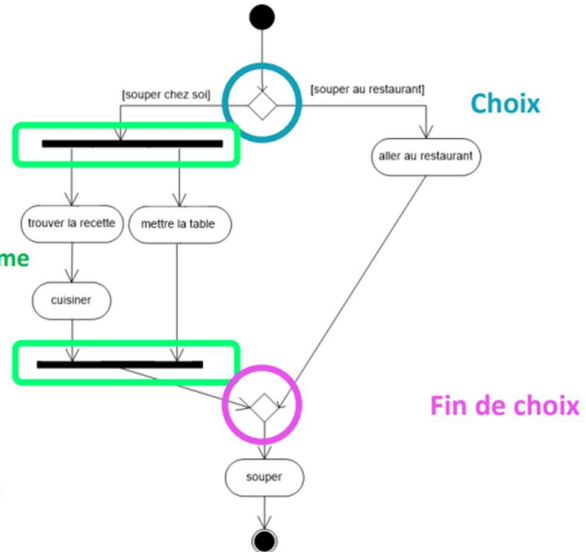 [souper chez soi]
[souper au restaurant]
Choix
aller au restaurant
trouver la recette
mettre la table
me
cuisiner
Fin de choix
souper